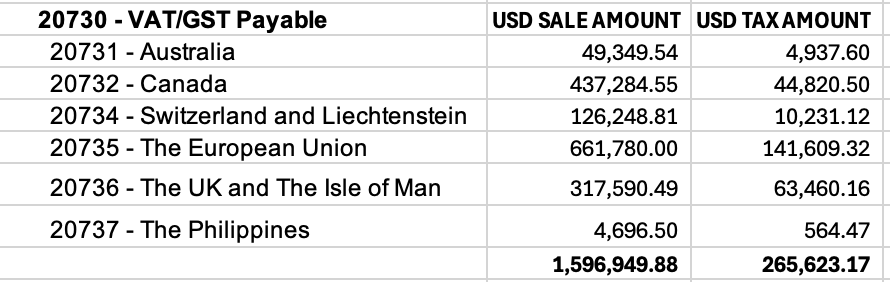 20730 - VAT/GST Payable USD SALE AMOUNT USD TAX AMOUNT
20731 - Australia 49,349.54 4,937.60
20732 - Canada 437,284.55 44,820.50
20734 - Switzerland and Liechtenstein 126,248.81 10,231.12
20735 - The European Union 661,780.00 141,609.32
20736 - The UK and The Isle of Man 317,590.49 63,460.16
20737 - The Philippines 4,696.50 564.47
1,596,949.88 265,623.17